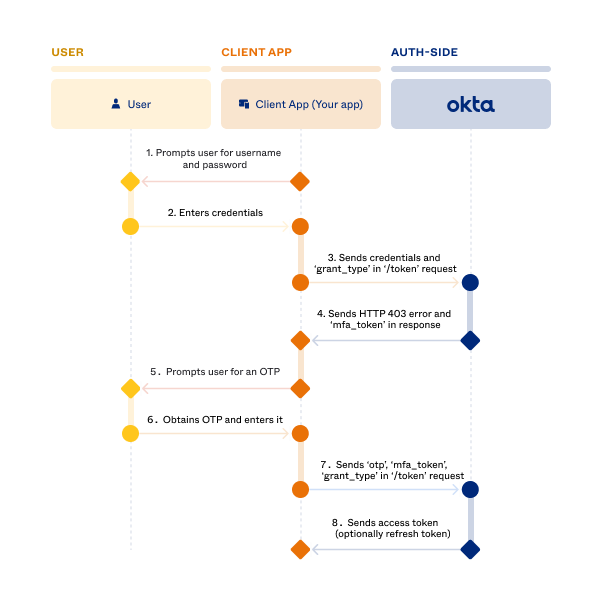 USER
CLIENT APP
AUTH-SIDE
User
Client App (Your app)
okta
1. Prompts user for username
and password
2. Enters credentials
3. Sends credentials and
‘grant_type’ in ‘/token’ request
4. Sends HTTP 403 error and
‘mfa_token’ in response
5. Prompts user for an OTP
6. Obtains OTP and enters it
7. Sends ‘otp’, ‘mfa_token’,
‘grant_type’ in ‘/token’ request
8. Sends access token
(optionally refresh token)